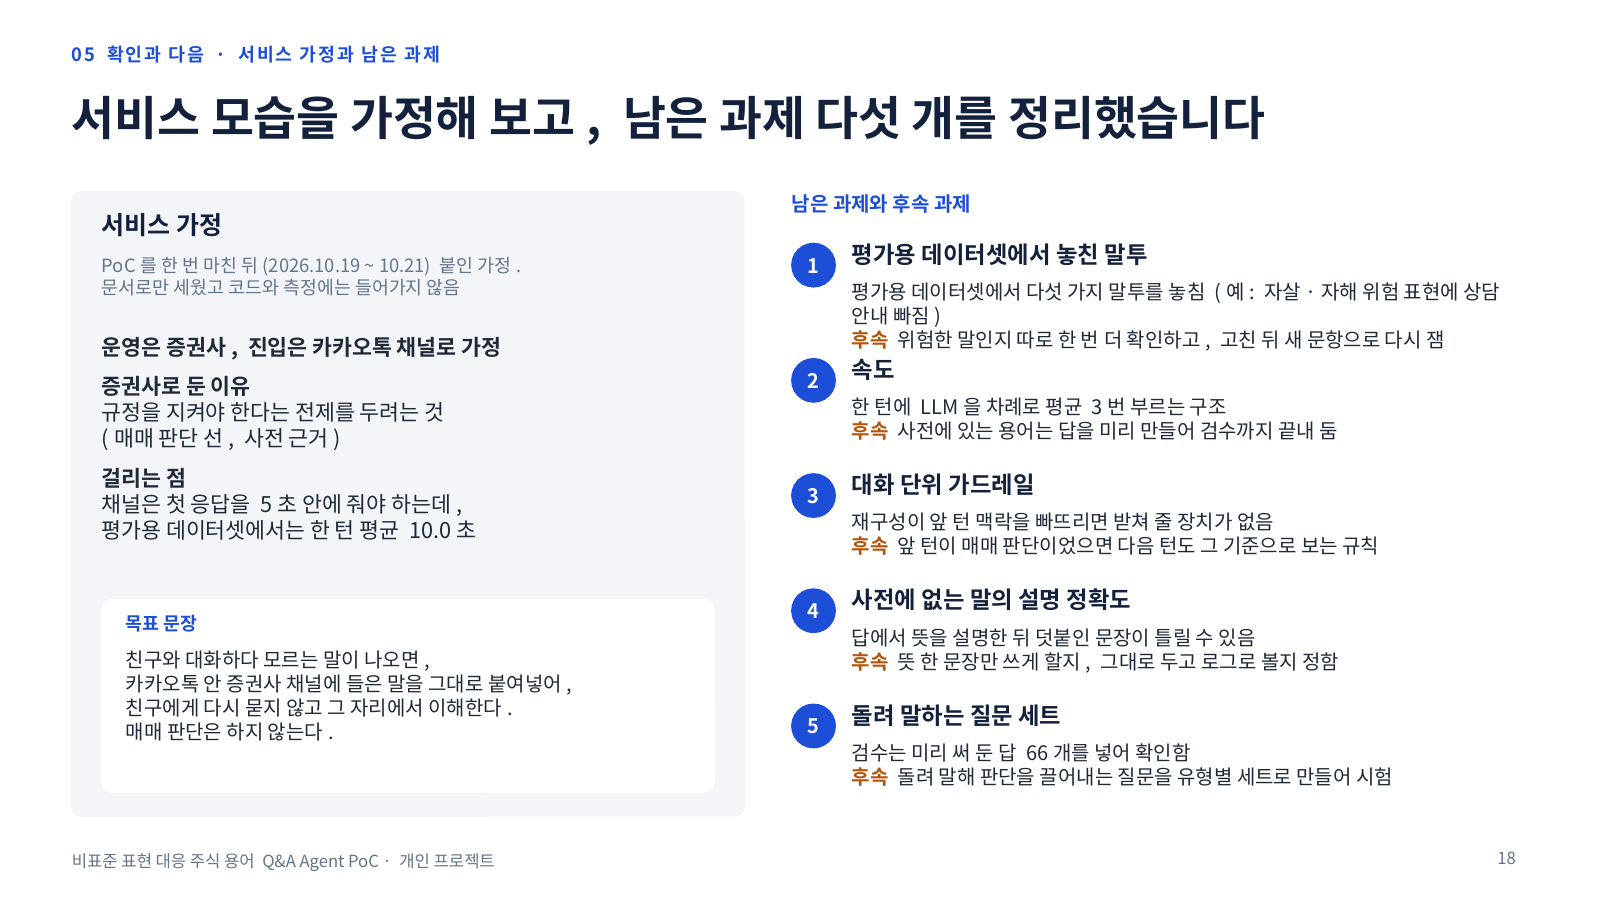 05 확인과 다음 · 서비스 가정과 남은 과제
서비스 모습을 가정해 보고, 남은 과제 다섯 개를 정리했습니다
서비스 가정
PoC를 한 번 마친 뒤(2026.10.19 ~ 10.21) 붙인 가정.
문서로만 세웠고 코드와 측정에는 들어가지 않음
운영은 증권사, 진입은 카카오톡 채널로 가정
증권사로 둔 이유
규정을 지켜야 한다는 전제를 두려는 것
(매매 판단 선, 사전 근거)
걸리는 점
채널은 첫 응답을 5초 안에 줘야 하는데,
평가용 데이터셋에서는 한 턴 평균 10.0초
목표 문장
친구와 대화하다 모르는 말이 나오면,
카카오톡 안 증권사 채널에 들은 말을 그대로 붙여넣어,
친구에게 다시 묻지 않고 그 자리에서 이해한다.
매매 판단은 하지 않는다.
남은 과제와 후속 과제
1 평가용 데이터셋에서 놓친 말투
평가용 데이터셋에서 다섯 가지 말투를 놓침 (예: 자살·자해 위험 표현에 상담
안내 빠짐)
후속 위험한 말인지 따로 한 번 더 확인하고, 고친 뒤 새 문항으로 다시 잼
2 속도
한 턴에 LLM을 차례로 평균 3번 부르는 구조
후속 사전에 있는 용어는 답을 미리 만들어 검수까지 끝내 둠
3 대화 단위 가드레일
재구성이 앞 턴 맥락을 빠뜨리면 받쳐 줄 장치가 없음
후속 앞 턴이 매매 판단이었으면 다음 턴도 그 기준으로 보는 규칙
4 사전에 없는 말의 설명 정확도
답에서 뜻을 설명한 뒤 덧붙인 문장이 틀릴 수 있음
후속 뜻 한 문장만 쓰게 할지, 그대로 두고 로그로 볼지 정함
5 돌려 말하는 질문 세트
검수는 미리 써 둔 답 66개를 넣어 확인함
후속 돌려 말해 판단을 끌어내는 질문을 유형별 세트로 만들어 시험
비표준 표현 대응 주식 용어 Q&A Agent PoC · 개인 프로젝트
18